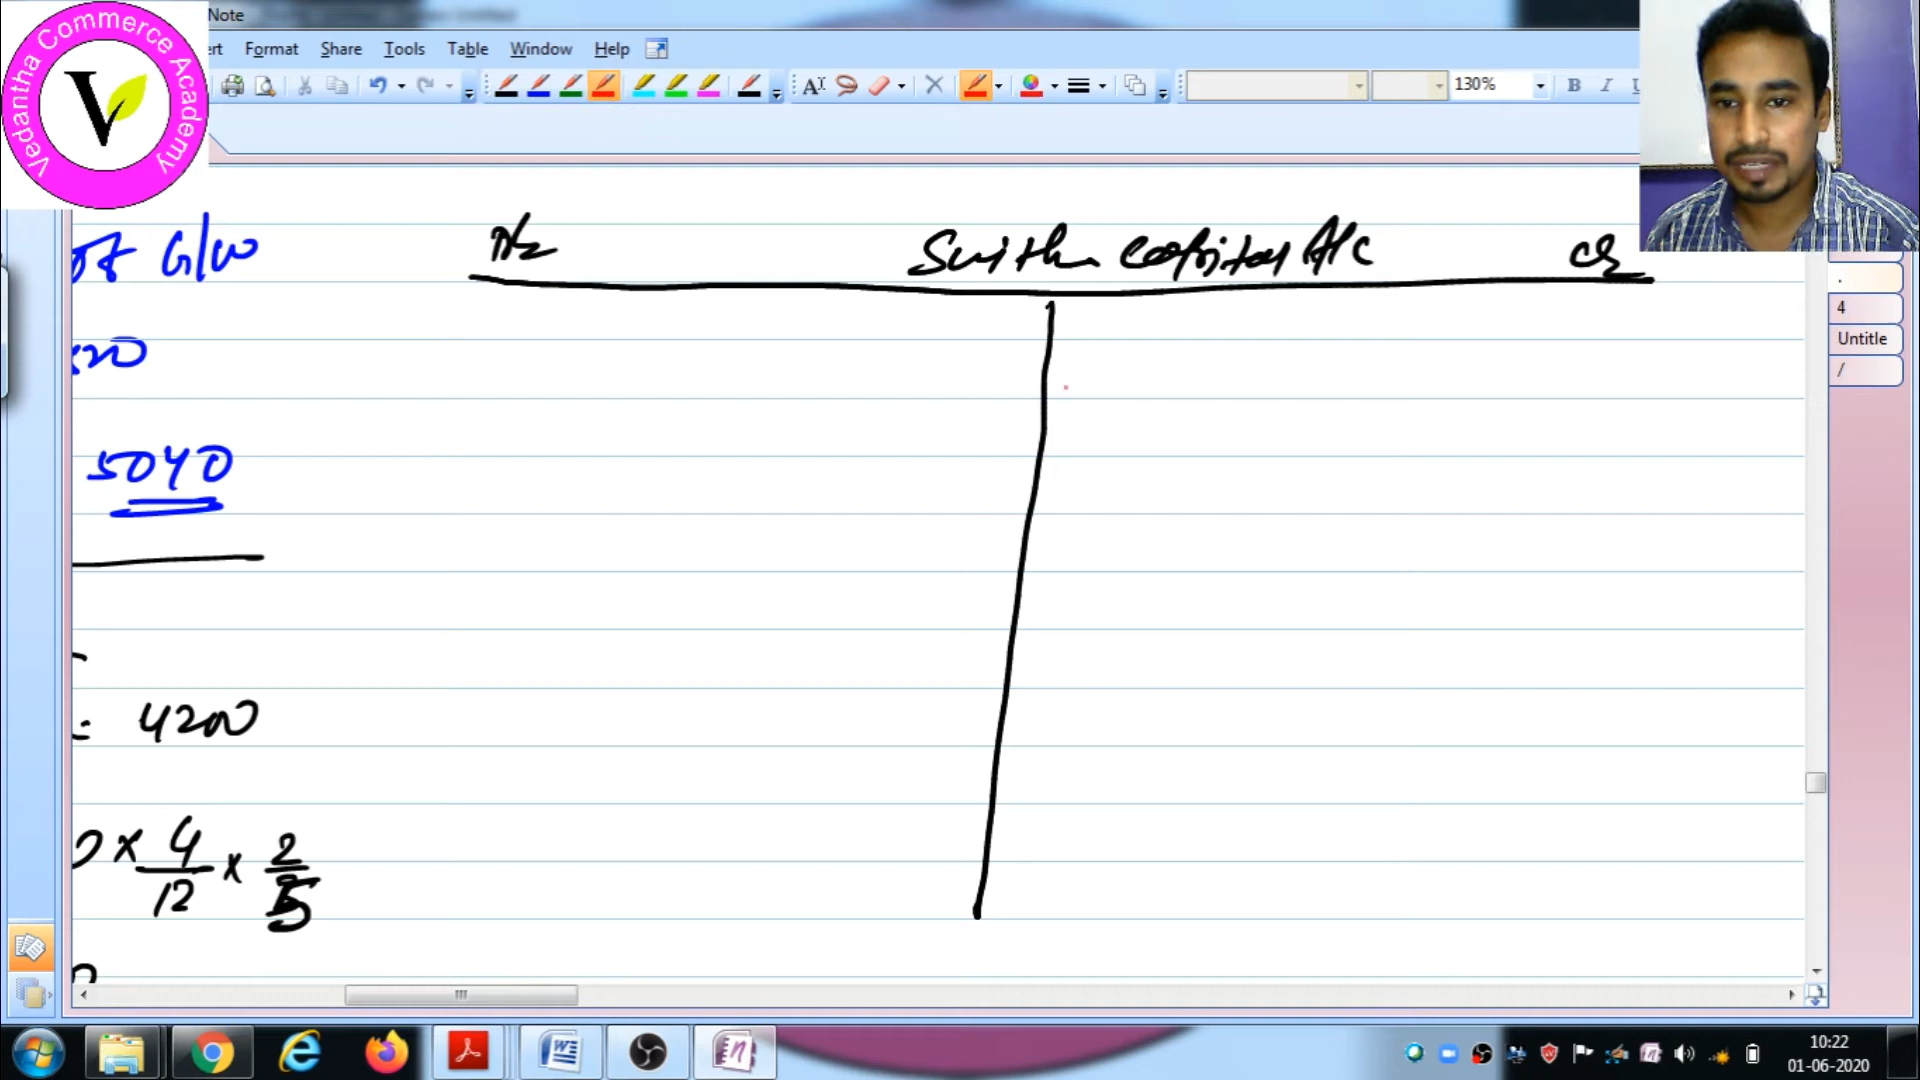 Vedantha Commerce Academy
V
Note
ert Format Share Tools Table Window Help
130% B I U
of G/W
Dr Smith capital A/c Cr
5040
= 4200
0 × 4/12 × 2/5
.
4
Untitle
/
10:22
01-06-2020